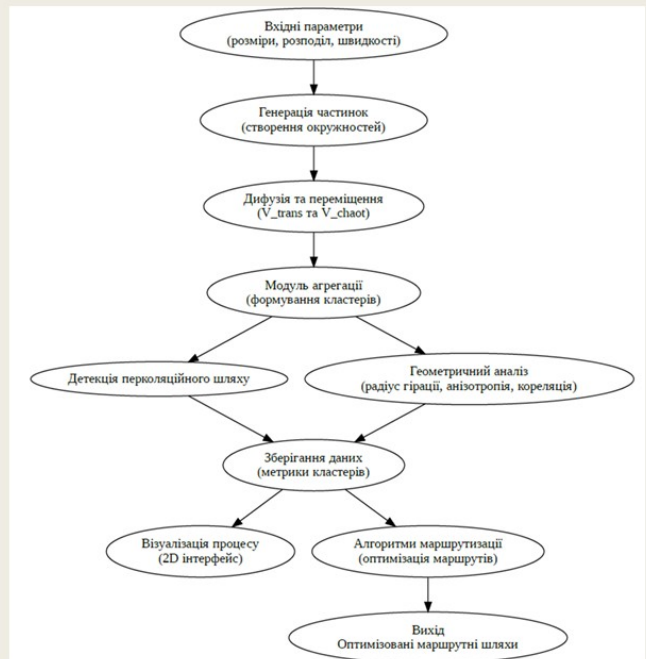 Вхідні параметри
(розміри, розподіл, швидкості)
Генерація частинок
(створення окружностей)
Дифузія та переміщення
(V_trans та V_chaot)
Модуль агрегації
(формування кластерів)
Детекція перколяційного шляху
Геометричний аналіз
(радіус гірації, анізотропія, кореляція)
Зберігання даних
(метрики кластерів)
Візуалізація процесу
(2D інтерфейс)
Алгоритми маршрутизації
(оптимізація маршрутів)
Вихід
Оптимізовані маршрутні шляхи